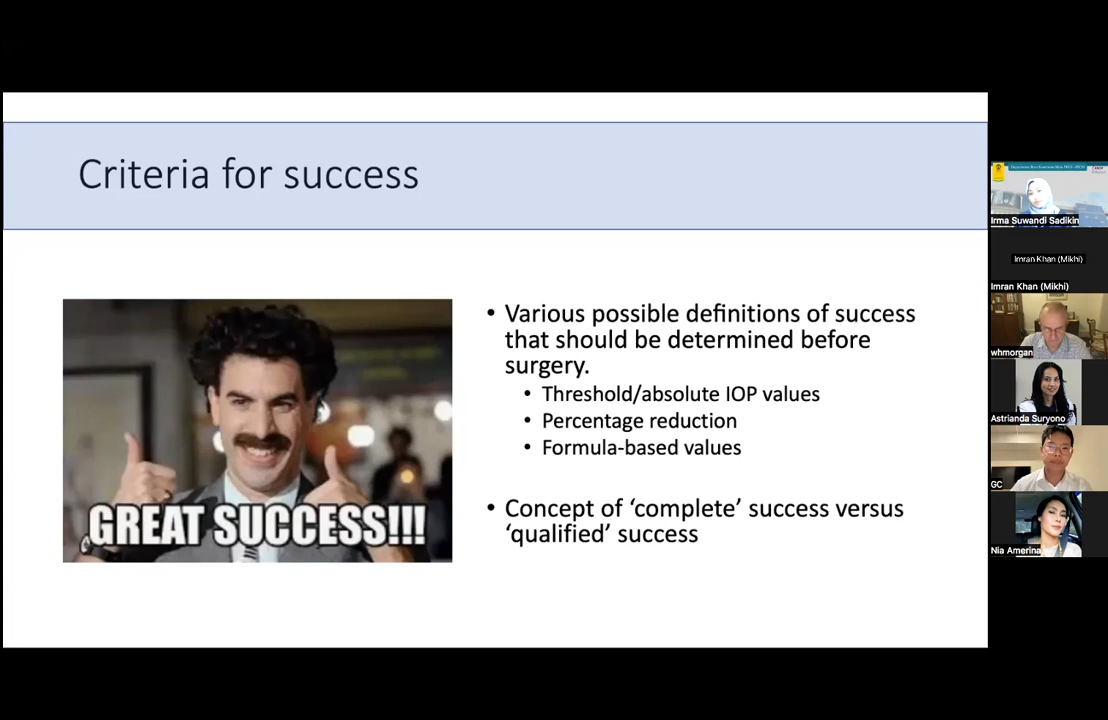 Criteria for success
GREAT SUCCESS!!!
• Various possible definitions of success
that should be determined before
surgery.
• Threshold/absolute IOP values
• Percentage reduction
• Formula-based values
• Concept of ‘complete’ success versus
‘qualified’ success
Irma Suwandi Sadikin
Imran Khan (Mikhi)
Imran Khan (Mikhi)
whmorgan
Astrianda Suryono
GC
Nia Amerina